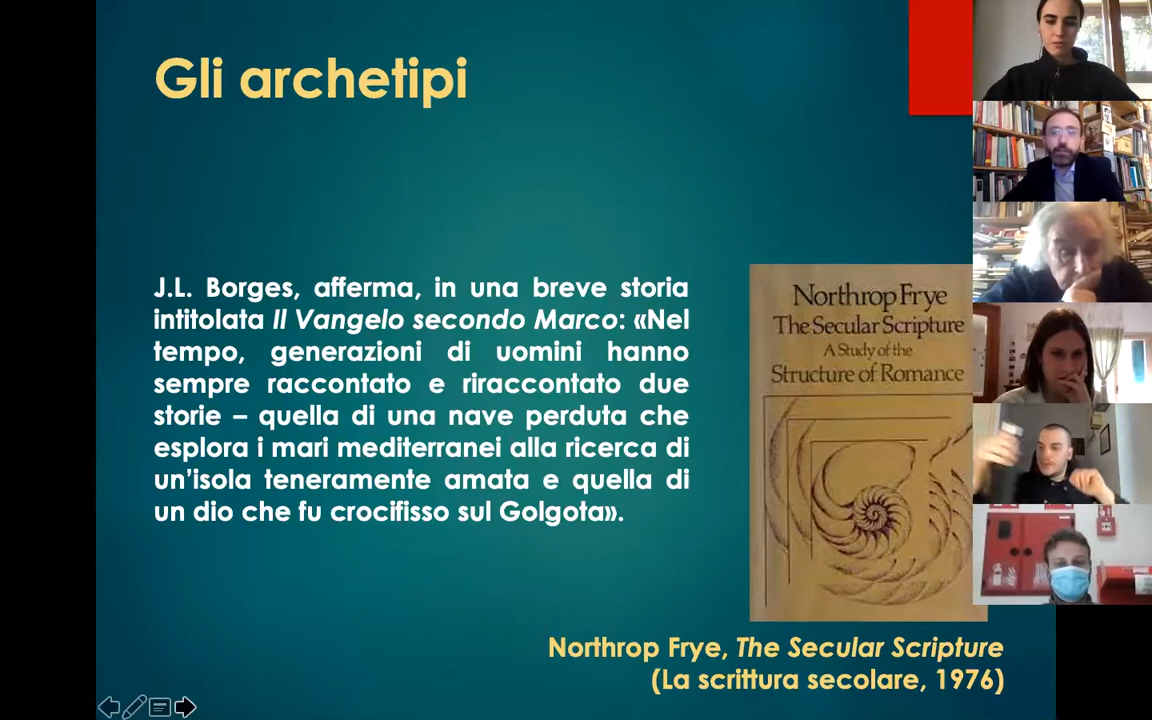 Gli archetipi
J.L. Borges, afferma, in una breve storia
intitolata Il Vangelo secondo Marco: «Nel
tempo, generazioni di uomini hanno
sempre raccontato e riraccontato due
storie – quella di una nave perduta che
esplora i mari mediterranei alla ricerca di
un'isola teneramente amata e quella di
un dio che fu crocifisso sul Golgota».
Northrop Frye
The Secular Scripture
A Study of the
Structure of Romance
Northrop Frye, The Secular Scripture
(La scrittura secolare, 1976)